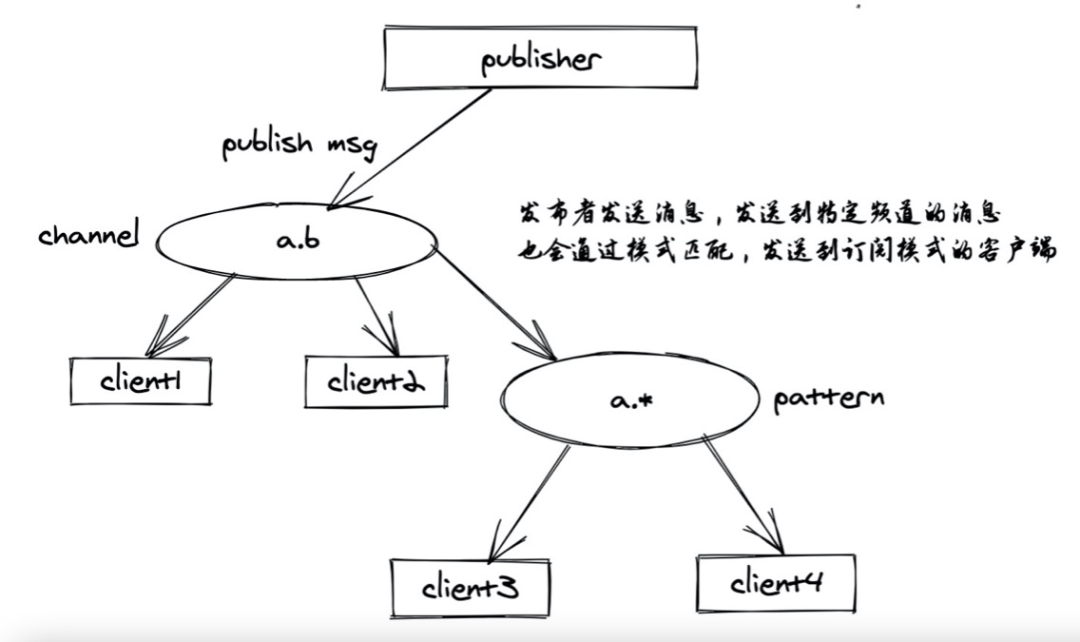 publisher
publish msg
channel
a.b
发布者发送消息，发送到特定频道的消息
也会通过模式匹配，发送到订阅模式的客户端
client1
client2
a.*
pattern
client3
client4